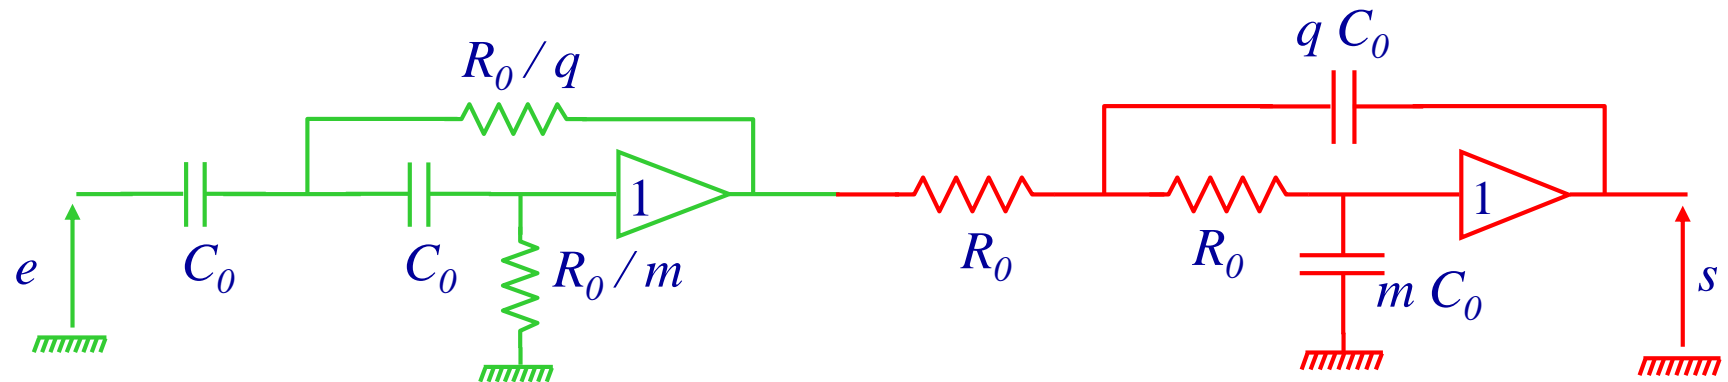 R₀ / q
q C₀
1
1
e
C₀
C₀
R₀ / m
R₀
R₀
m C₀
s